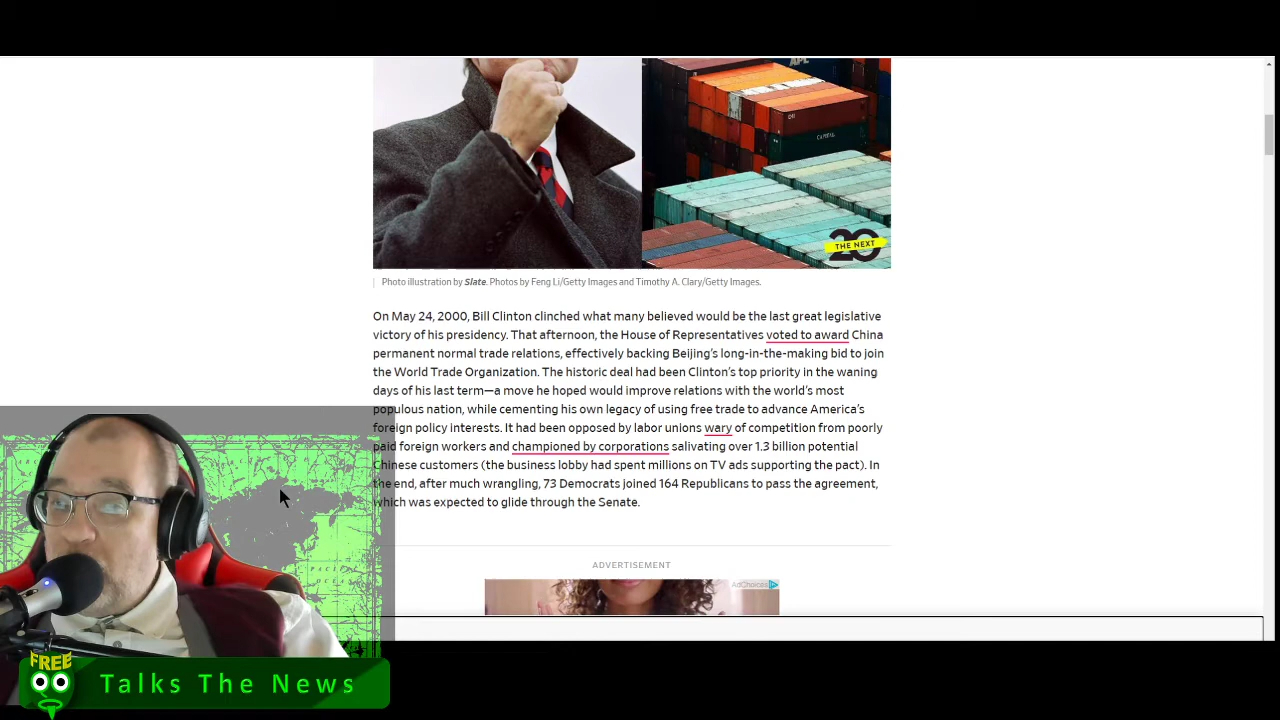 APL
CAPITAL
20
THE NEXT
Photo illustration by Slate. Photos by Feng Li/Getty Images and Timothy A. Clary/Getty Images.
On May 24, 2000, Bill Clinton clinched what many believed would be the last great legislative
victory of his presidency. That afternoon, the House of Representatives voted to award China
permanent normal trade relations, effectively backing Beijing's long-in-the-making bid to join
the World Trade Organization. The historic deal had been Clinton's top priority in the waning
days of his last term—a move he hoped would improve relations with the world's most
populous nation, while cementing his own legacy of using free trade to advance America's
foreign policy interests. It had been opposed by labor unions wary of competition from poorly
paid foreign workers and championed by corporations salivating over 1.3 billion potential
Chinese customers (the business lobby had spent millions on TV ads supporting the pact). In
the end, after much wrangling, 73 Democrats joined 164 Republicans to pass the agreement,
which was expected to glide through the Senate.
ADVERTISEMENT
AdChoices
PACIFIC
OCEAN
FREE
Talks The News